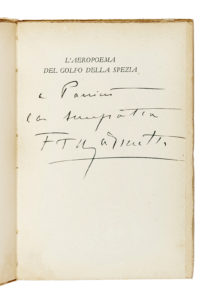 L'AEROPOEMA
DEL GOLFO DELLA SPEZIA
a
con simpatia
F T Marinetti